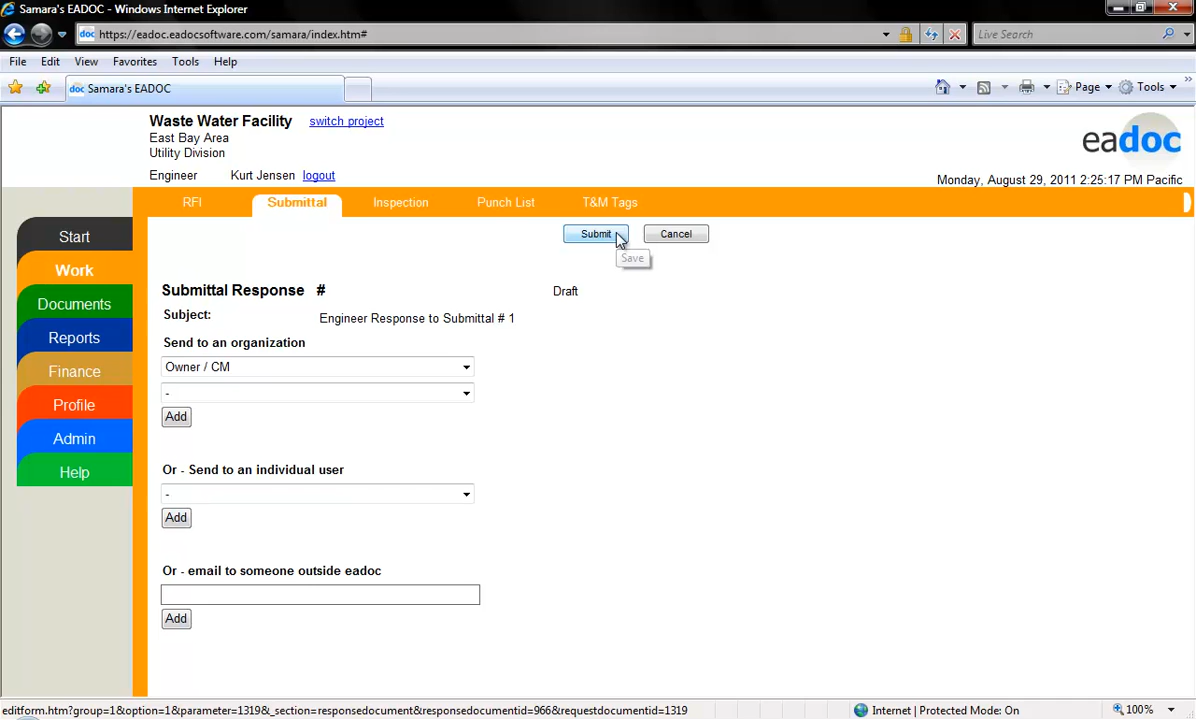 Samara's EADOC - Windows Internet Explorer
doc https://eadoc.eadocsoftware.com/samara/index.htm# Live Search
File Edit View Favorites Tools Help
doc Samara's EADOC Page Tools »
Waste Water Facility switch project
East Bay Area
Utility Division
eadoc
Engineer Kurt Jensen logout
Monday, August 29, 2011 2:25:17 PM Pacific
RFI Submittal Inspection Punch List T&M Tags
Start
Work
Documents
Reports
Finance
Profile
Admin
Help
Submit Cancel
Save
Submittal Response # Draft
Subject: Engineer Response to Submittal # 1
Send to an organization
Owner / CM
-
Add
Or - Send to an individual user
-
Add
Or - email to someone outside eadoc
Add
editform.htm?group=1&option=1&parameter=1319&_section=responsedocument&responsedocumentid=966&requestdocumentid=1319 Internet | Protected Mode: On 100%